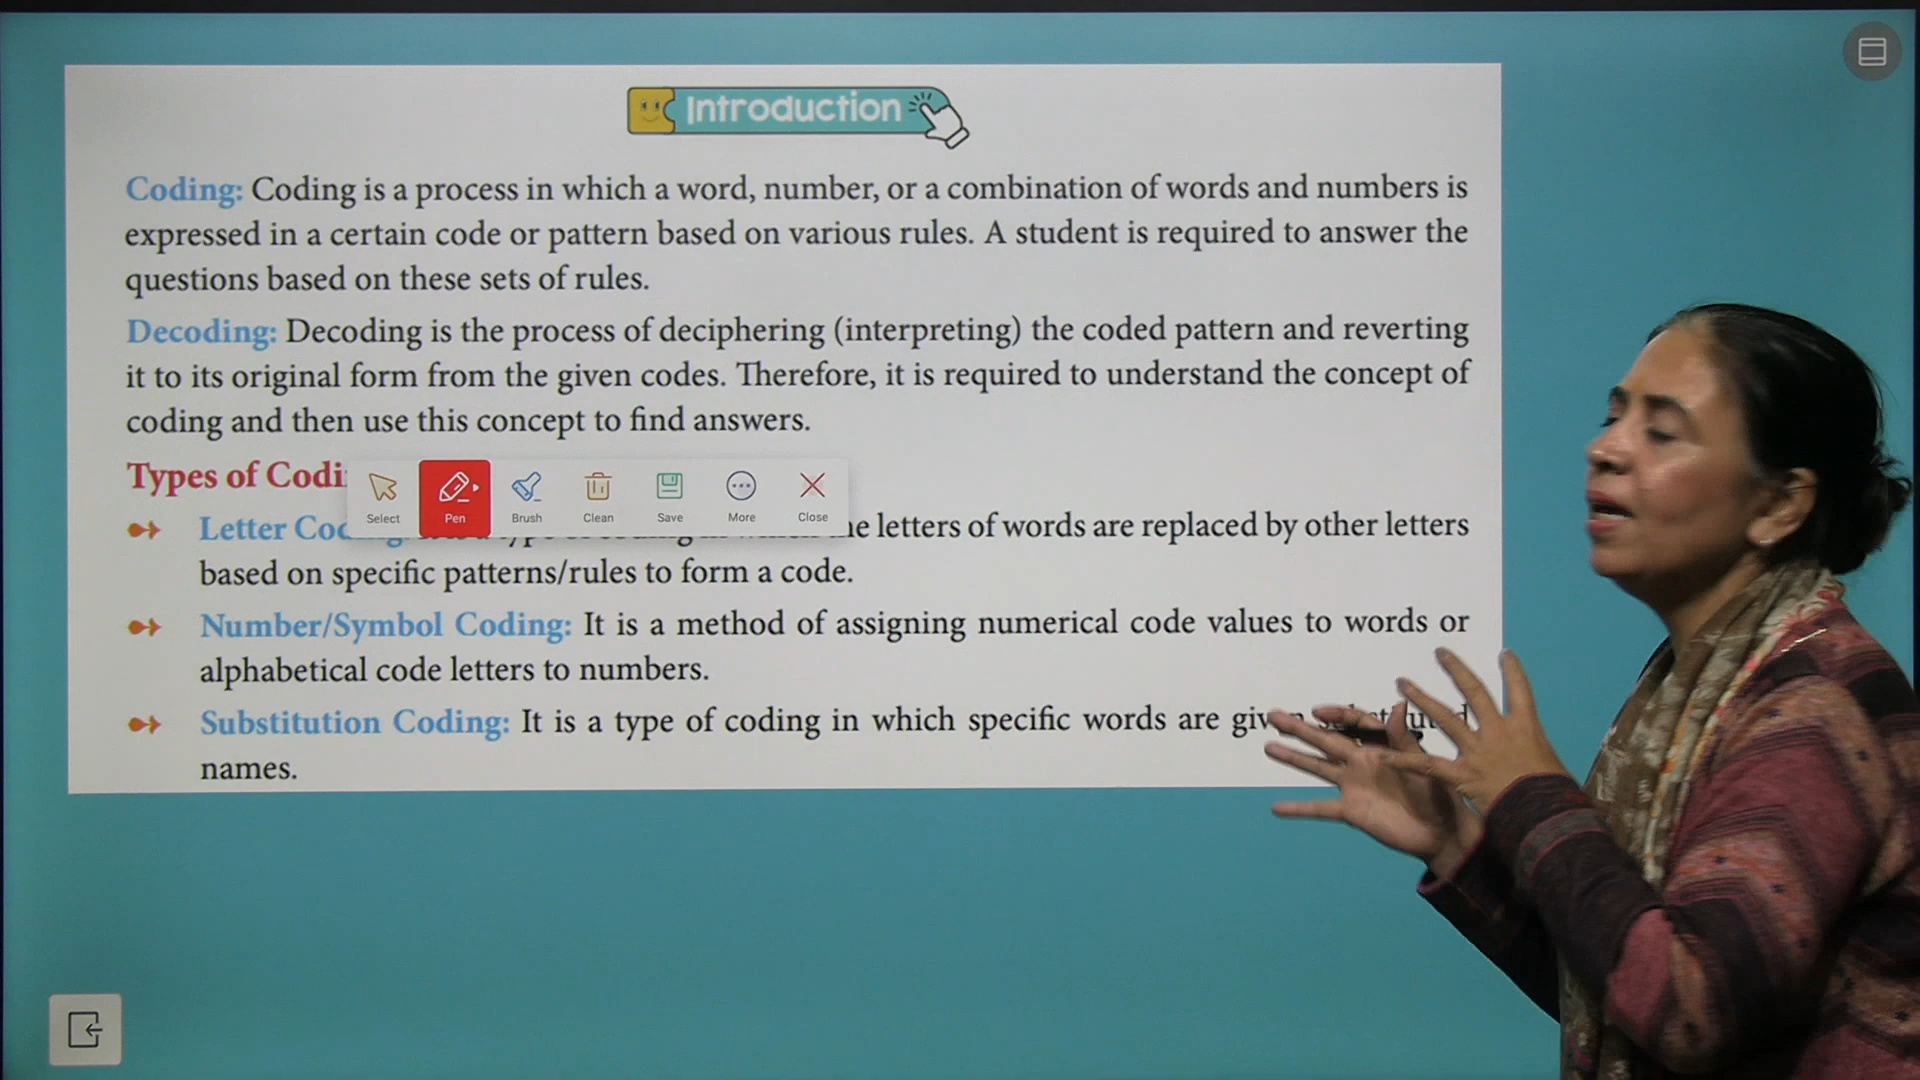 Introduction
Coding: Coding is a process in which a word, number, or a combination of words and numbers is
expressed in a certain code or pattern based on various rules. A student is required to answer the
questions based on these sets of rules.
Decoding: Decoding is the process of deciphering (interpreting) the coded pattern and reverting
it to its original form from the given codes. Therefore, it is required to understand the concept of
coding and then use this concept to find answers.
Types of
Select Pen Brush Clean Save More Close
Letter letters of words are replaced by other letters
based on specific patterns/rules to form a code.
Number/Symbol Coding: It is a method of assigning numerical code values to words or
alphabetical code letters to numbers.
Substitution Coding: It is a type of coding in which specific words are
names.